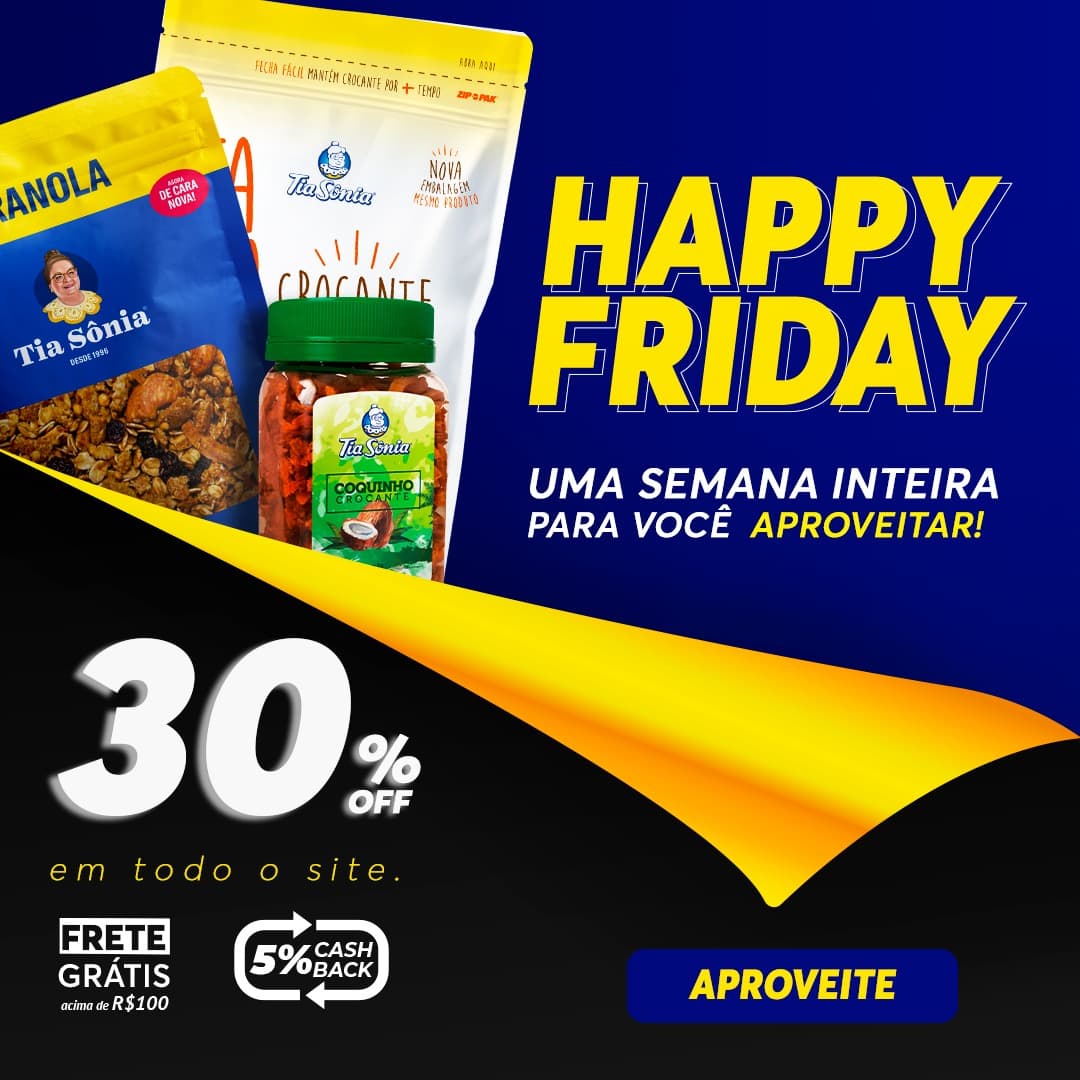 FECHA FÁCIL MANTÉM CROCANTE POR + TEMPO
ABRA AQUI
ZIP PAK
Tia Sônia
NOVA
EMBALAGEM
MESMO PRODUTO
CROCANTE
RANOLA
AGORA
DE CARA
NOVA!
Tia Sônia
DESDE 1996
Tia Sônia
COQUINHO
CROCANTE
HAPPY
FRIDAY
UMA SEMANA INTEIRA
PARA VOCÊ APROVEITAR!
30%
OFF
em todo o site.
FRETE
GRÁTIS
acima de R$100
5% CASH
BACK
APROVEITE